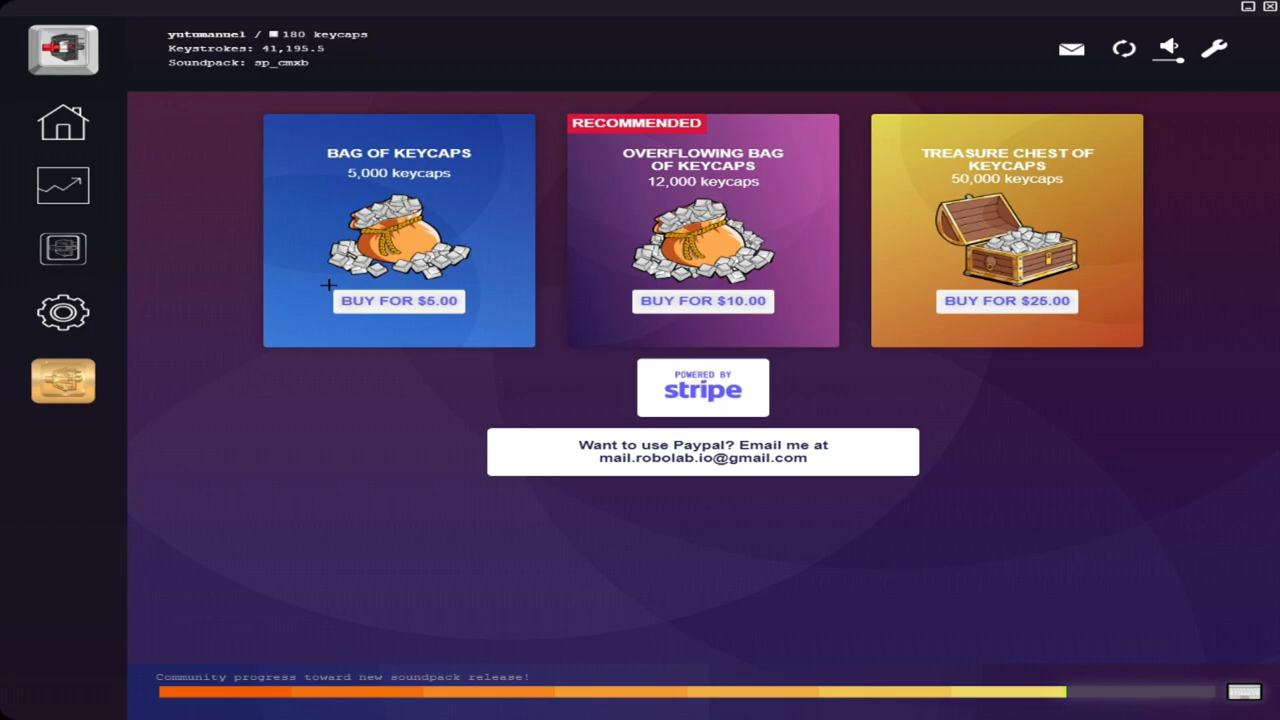 yutumanuel / 180 keycaps
Keystrokes: 41,195.5
Soundpack: sp_cmxb
BAG OF KEYCAPS
5,000 keycaps
BUY FOR $5.00
RECOMMENDED
OVERFLOWING BAG
OF KEYCAPS
12,000 keycaps
BUY FOR $10.00
TREASURE CHEST OF
KEYCAPS
50,000 keycaps
BUY FOR $25.00
POWERED BY
stripe
Want to use Paypal? Email me at
mail.robolab.io@gmail.com
Community progress toward new soundpack release!